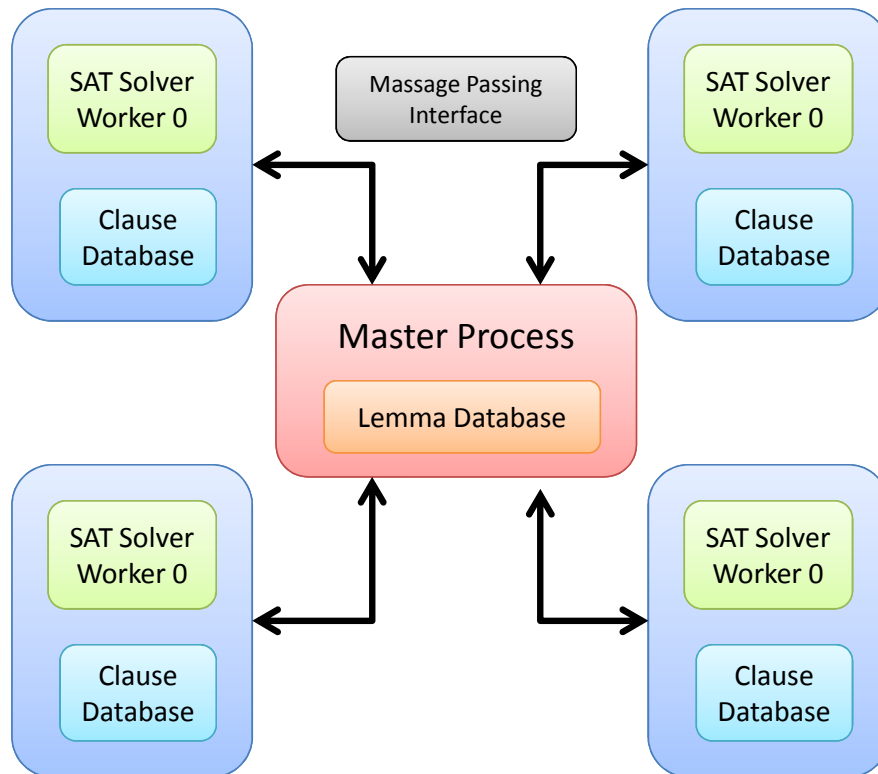 SAT Solver
Worker 0
Clause
Database
Massage Passing
Interface
SAT Solver
Worker 0
Clause
Database
Master Process
Lemma Database
SAT Solver
Worker 0
Clause
Database
SAT Solver
Worker 0
Clause
Database